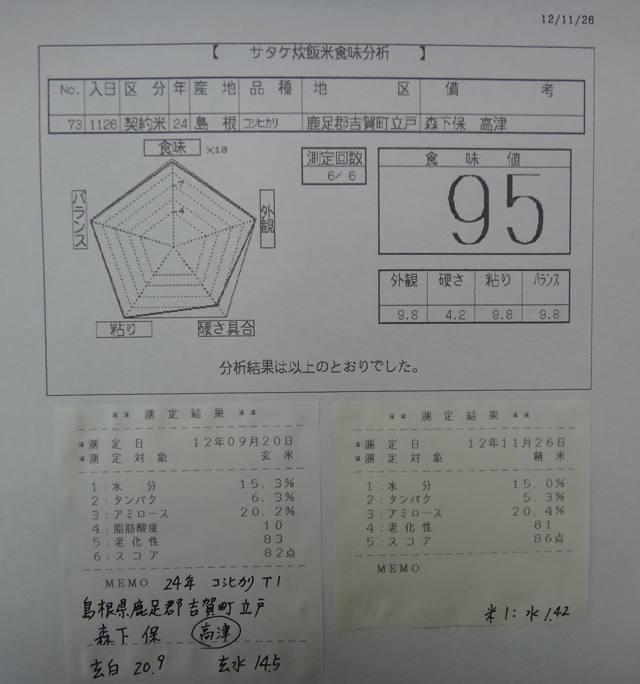 12/11/26
【 サタケ炊飯米食味分析 】
No. 入日 区分 年 産地 品種 地区 備考
73 1126 契約米 24 島根 コシヒカリ 鹿足郡吉賀町立戸 森下保 高津
食味 X10
7
4
外観
硬さ具合
粘り
バランス
測定回数
6/ 6
食味値
95
外観 硬さ 粘り バランス
9.8 4.2 9.8 9.8
分析結果は以上のとおりでした。
** 測定結果 **
*測定日 12年09月20日
*測定対象 玄米
1:水分 15.3%
2:タンパク 6.3%
3:アミロース 20.2%
4:脂肪酸度 10
5:老化性 83
6:スコア 82点
MEMO 24年 コシヒカリ T1
島根県鹿足郡吉賀町立戸
森下 保 高津
玄白 20.9 玄水 14.5
** 測定結果 **
*測定日 12年11月26日
*測定対象 精米
1:水分 15.0%
2:タンパク 5.3%
3:アミロース 20.4%
4:老化性 81
5:スコア 86点
MEMO
米1:水1.42